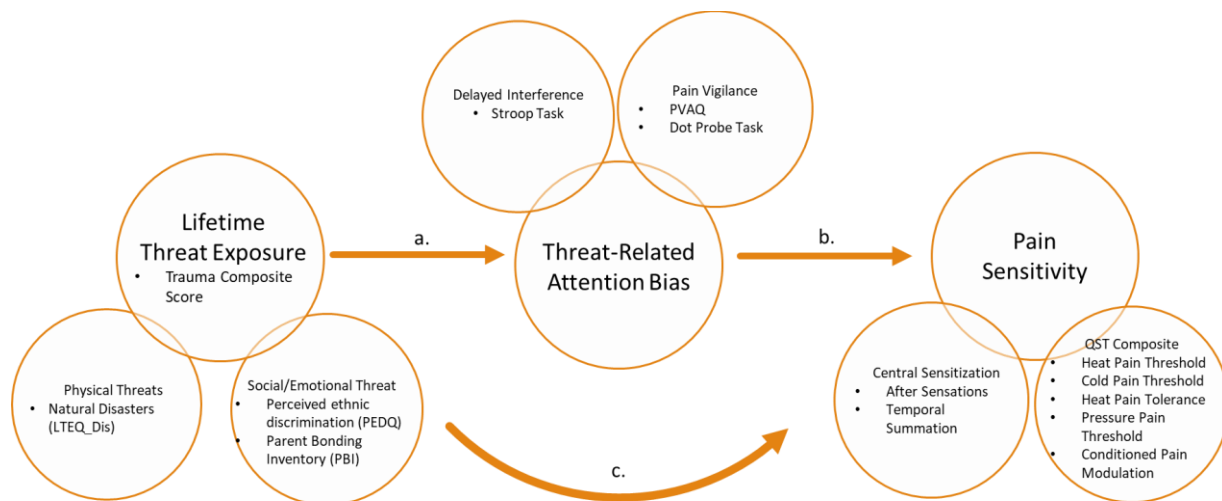 Delayed Interference
• Stroop Task
Pain Vigilance
• PVAQ
• Dot Probe Task
Lifetime
Threat Exposure
• Trauma Composite
Score
a.
Threat-Related
Attention Bias
b.
Pain
Sensitivity
Physical Threats
• Natural Disasters
(LTEQ_Dis)
Social/Emotional Threat
• Perceived ethnic
discrimination (PEDQ)
• Parent Bonding
Inventory (PBI)
c.
Central Sensitization
• After Sensations
• Temporal
Summation
QST Composite
• Heat Pain Threshold
• Cold Pain Threshold
• Heat Pain Tolerance
• Pressure Pain
Threshold
• Conditioned Pain
Modulation